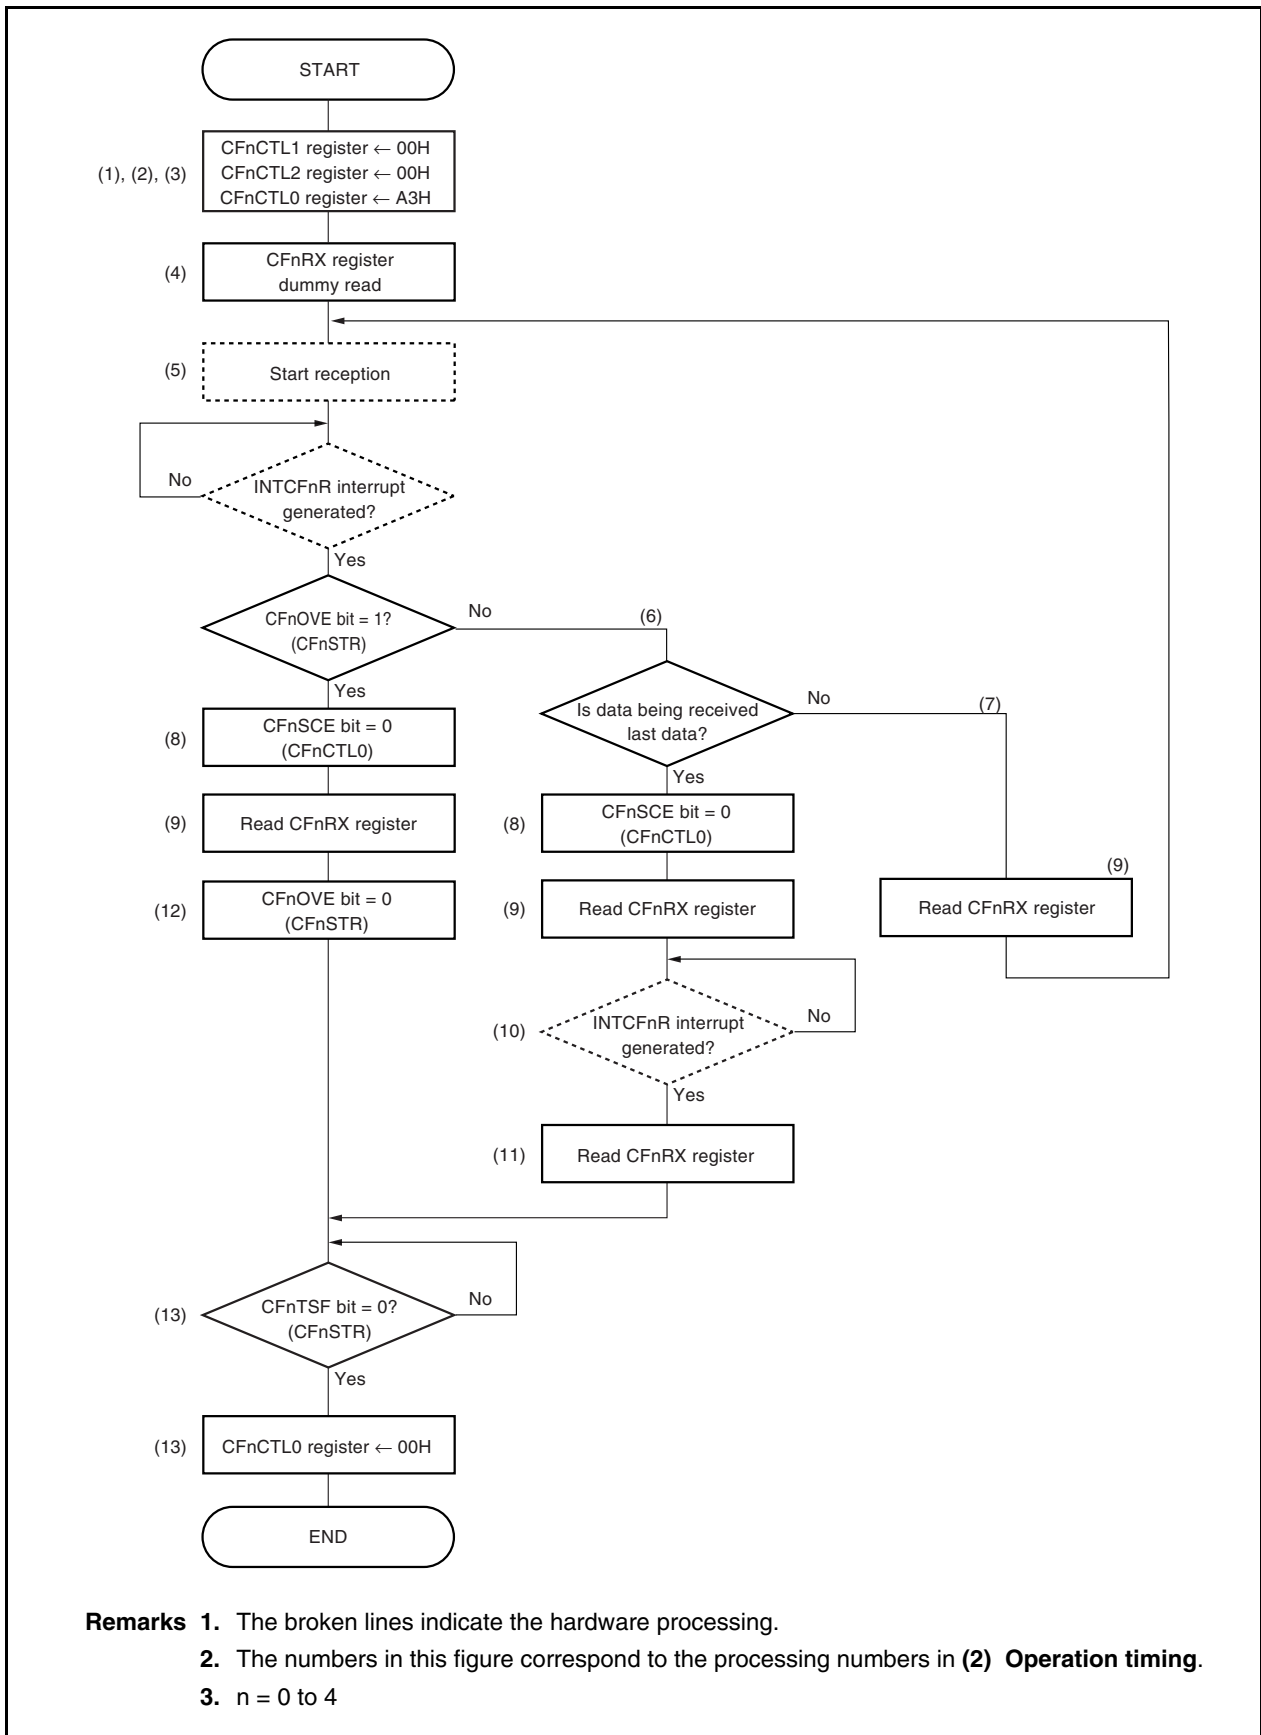 START
(1), (2), (3)
CFnCTL1 register ← 00H
CFnCTL2 register ← 00H
CFnCTL0 register ← A3H
(4)
CFnRX register
dummy read
(5)
Start reception
No
INTCFnR interrupt
generated?
Yes
CFnOVE bit = 1?
(CFnSTR)
No
(6)
Yes
Is data being received
last data?
No
(7)
Yes
(8)
CFnSCE bit = 0
(CFnCTL0)
(8)
CFnSCE bit = 0
(CFnCTL0)
(9)
Read CFnRX register
(9)
Read CFnRX register
(9)
Read CFnRX register
(12)
CFnOVE bit = 0
(CFnSTR)
(10)
INTCFnR interrupt
generated?
No
Yes
(11)
Read CFnRX register
(13)
CFnTSF bit = 0?
(CFnSTR)
No
Yes
(13)
CFnCTL0 register ← 00H
END
Remarks 1. The broken lines indicate the hardware processing.
2. The numbers in this figure correspond to the processing numbers in (2) Operation timing.
3. n = 0 to 4